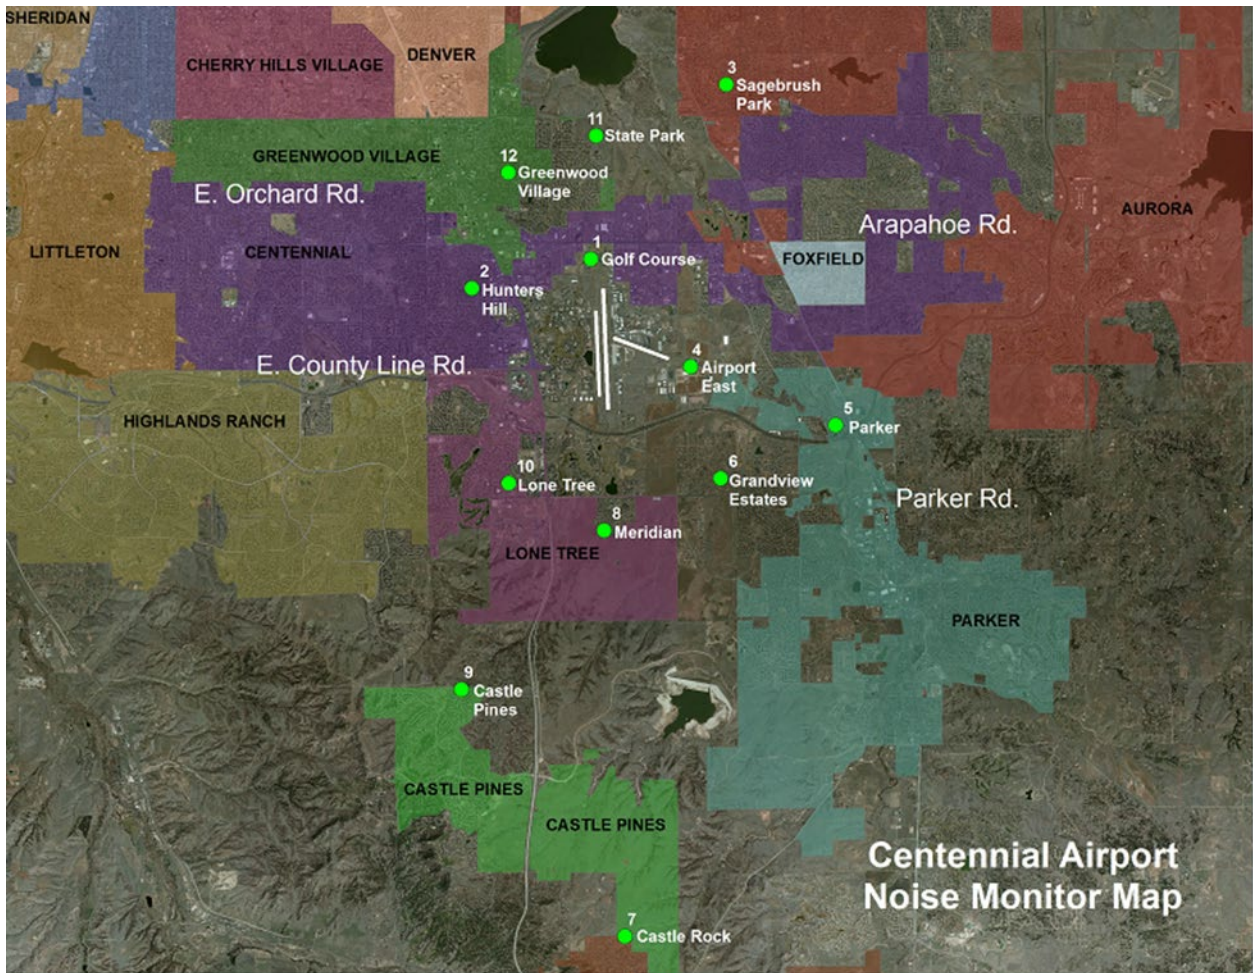 SHERIDAN
CHERRY HILLS VILLAGE
DENVER
3
Sagebrush
Park
11
State Park
GREENWOOD VILLAGE
12
Greenwood
Village
E. Orchard Rd.
AURORA
Arapahoe Rd.
LITTLETON
CENTENNIAL
1
Golf Course
FOXFIELD
2
Hunters
Hill
E. County Line Rd.
4
Airport
East
HIGHLANDS RANCH
5
Parker
6
Grandview
Estates
10
Lone Tree
Parker Rd.
8
Meridian
LONE TREE
PARKER
9
Castle
Pines
CASTLE PINES
CASTLE PINES
Centennial Airport
Noise Monitor Map
7
Castle Rock